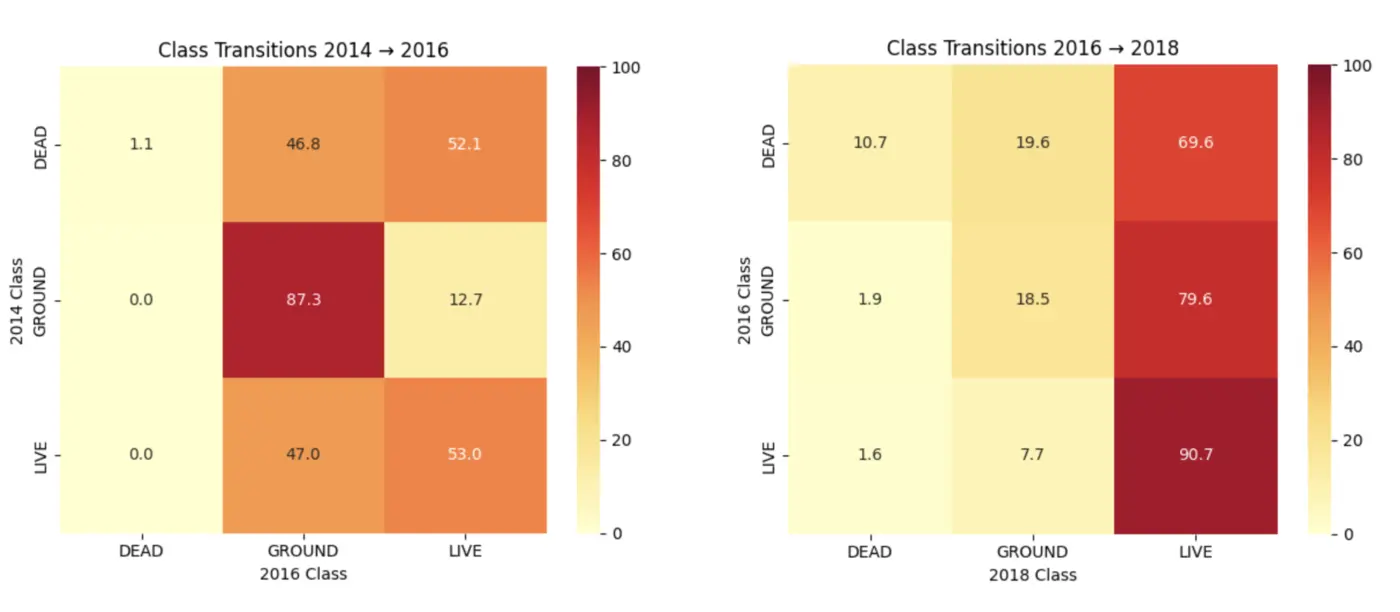 Class Transitions 2014 → 2016
2014 Class
DEAD
GROUND
LIVE
1.1 46.8 52.1
0.0 87.3 12.7
0.0 47.0 53.0
DEAD GROUND LIVE
2016 Class
100
80
60
40
20
0
Class Transitions 2016 → 2018
2016 Class
DEAD
GROUND
LIVE
10.7 19.6 69.6
1.9 18.5 79.6
1.6 7.7 90.7
DEAD GROUND LIVE
2018 Class
100
80
60
40
20
0